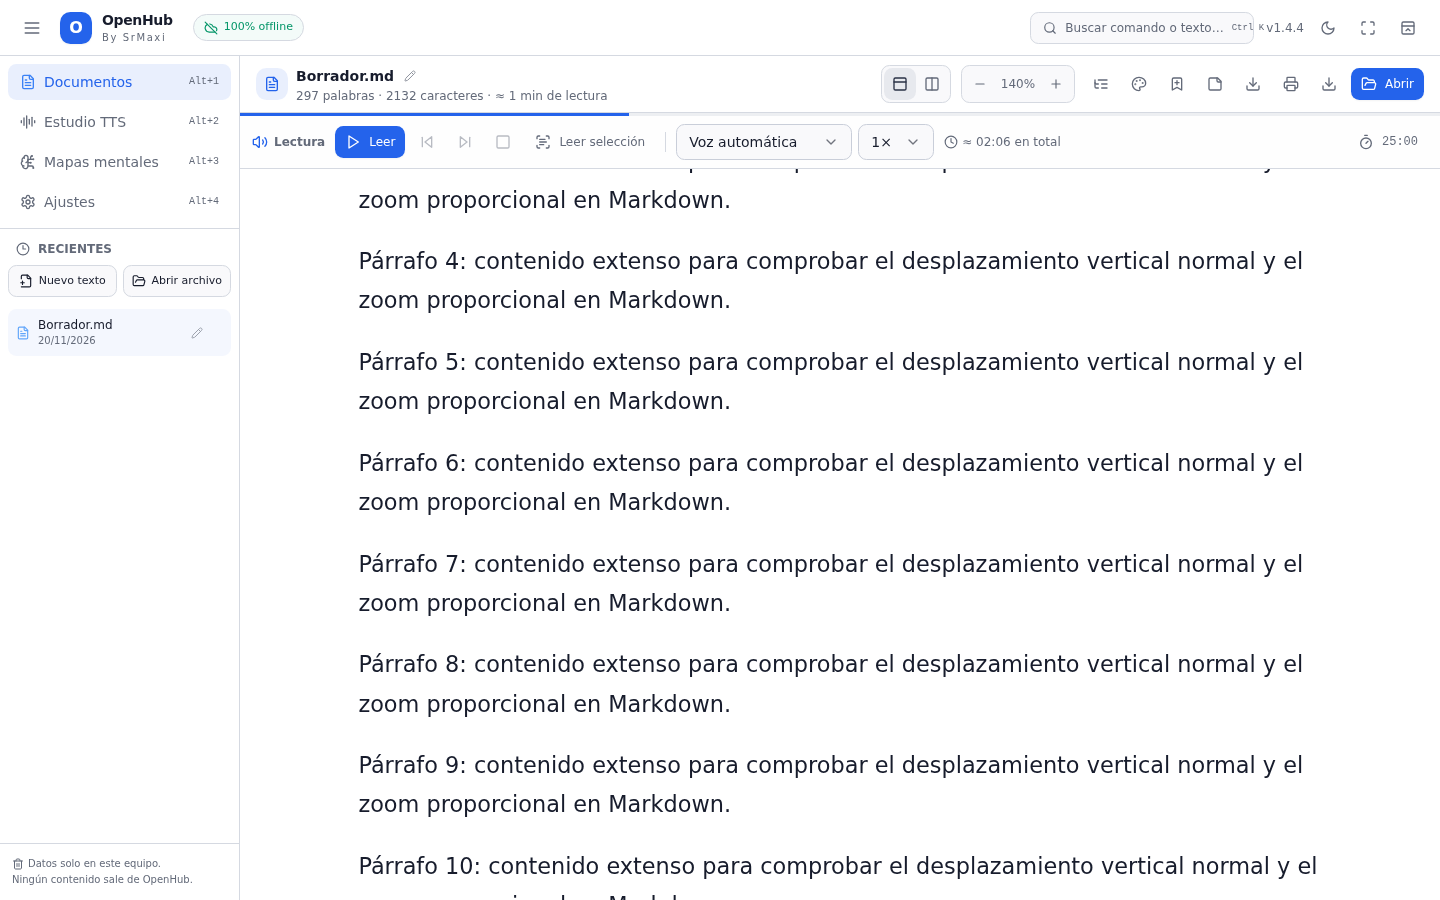 OpenHub
By SrMaxi
100% offline
Buscar comando o texto... Ctrl K
v1.4.4
Documentos Alt+1
Estudio TTS Alt+2
Mapas mentales Alt+3
Ajustes Alt+4
RECIENTES
Nuevo texto
Abrir archivo
Borrador.md
20/11/2026
Datos solo en este equipo.
Ningún contenido sale de OpenHub.
Borrador.md
297 palabras · 2132 caracteres · ≈ 1 min de lectura
140%
Abrir
Lectura
Leer
Leer selección
Voz automática
1×
≈ 02:06 en total
25:00
zoom proporcional en Markdown.
Párrafo 4: contenido extenso para comprobar el desplazamiento vertical normal y el
zoom proporcional en Markdown.
Párrafo 5: contenido extenso para comprobar el desplazamiento vertical normal y el
zoom proporcional en Markdown.
Párrafo 6: contenido extenso para comprobar el desplazamiento vertical normal y el
zoom proporcional en Markdown.
Párrafo 7: contenido extenso para comprobar el desplazamiento vertical normal y el
zoom proporcional en Markdown.
Párrafo 8: contenido extenso para comprobar el desplazamiento vertical normal y el
zoom proporcional en Markdown.
Párrafo 9: contenido extenso para comprobar el desplazamiento vertical normal y el
zoom proporcional en Markdown.
Párrafo 10: contenido extenso para comprobar el desplazamiento vertical normal y el